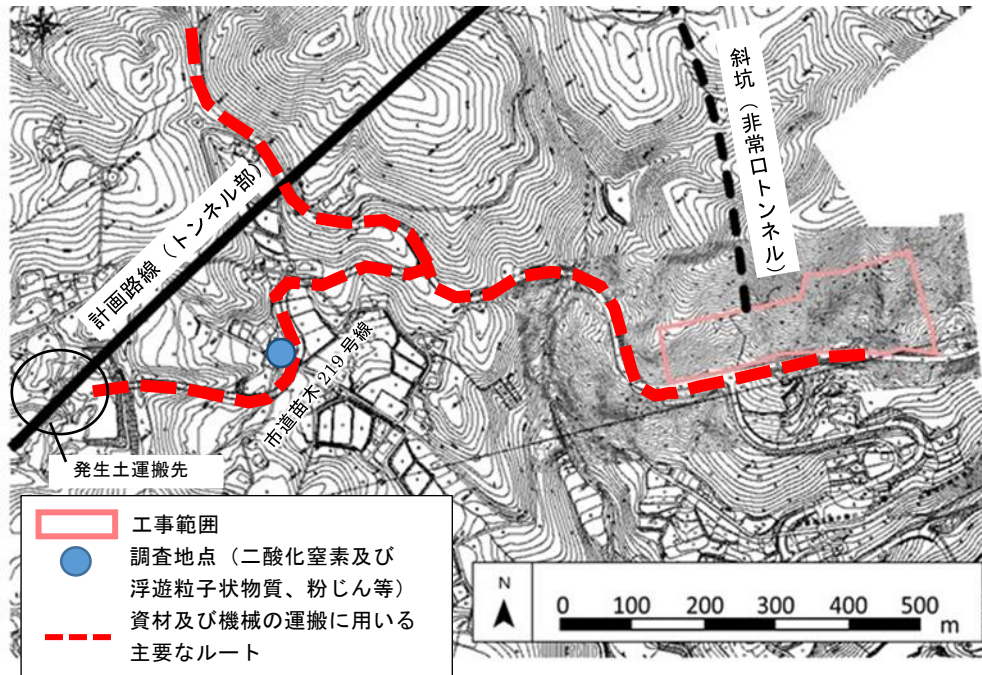 斜坑（非常口トンネル）
計画路線（トンネル部）
市道苗木219号線
発生土運搬先
工事範囲
調査地点（二酸化窒素及び
浮遊粒子状物質、粉じん等）
資材及び機械の運搬に用いる
主要なルート
N
0 100 200 300 400 500
m